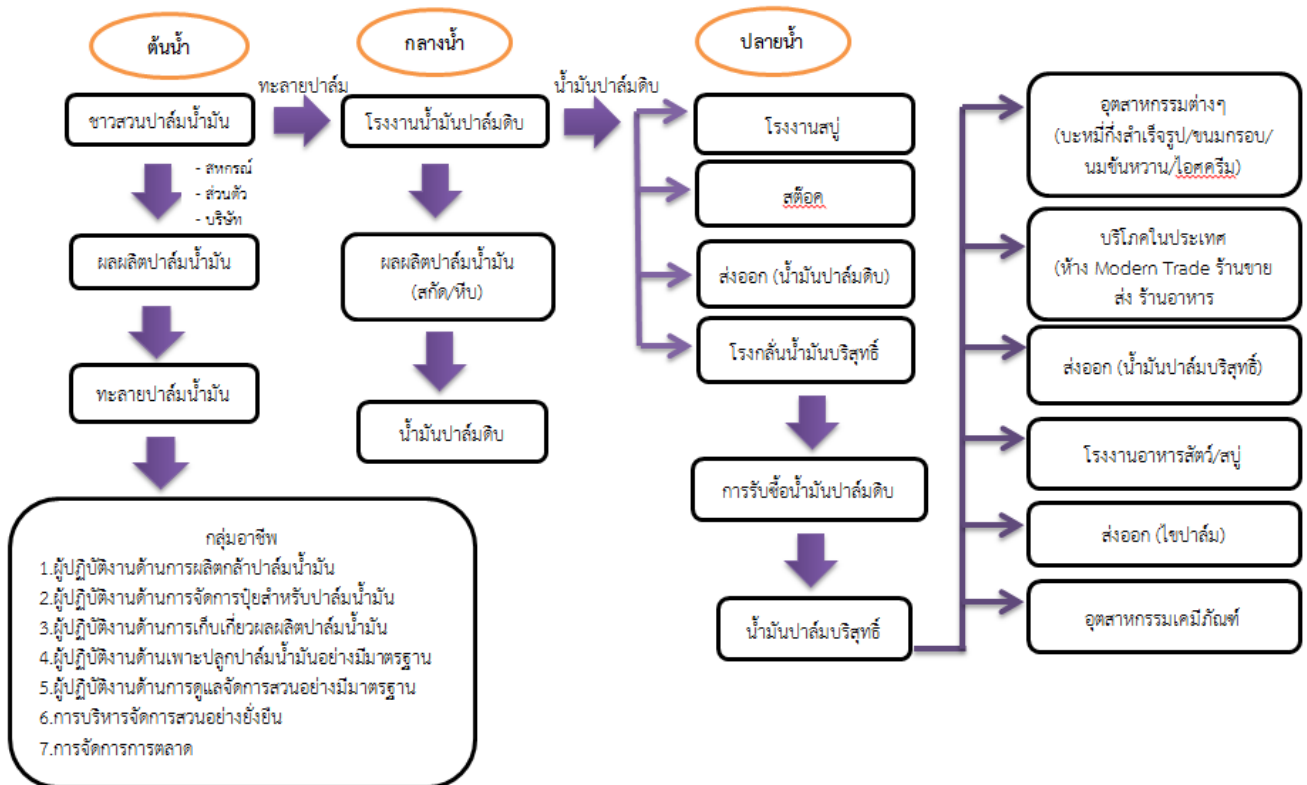 ต้นน้ำ
กลางน้ำ
ปลายน้ำ
ทะลายปาล์ม
น้ำมันปาล์มดิบ
ชาวสวนปาล์มน้ำมัน
- สหกรณ์
- ส่วนตัว
- บริษัท
ผลผลิตปาล์มน้ำมัน
ทะลายปาล์มน้ำมัน
กลุ่มอาชีพ
1.ผู้ปฏิบัติงานด้านการผลิตกล้าปาล์มน้ำมัน
2.ผู้ปฏิบัติงานด้านการจัดการปุ๋ยสำหรับปาล์มน้ำมัน
3.ผู้ปฏิบัติงานด้านการเก็บเกี่ยวผลผลิตปาล์มน้ำมัน
4.ผู้ปฏิบัติงานด้านเพาะปลูกปาล์มน้ำมันอย่างมีมาตรฐาน
5.ผู้ปฏิบัติงานด้านการดูแลจัดการสวนอย่างมีมาตรฐาน
6.การบริหารจัดการสวนอย่างยั่งยืน
7.การจัดการการตลาด
โรงงานน้ำมันปาล์มดิบ
ผลผลิตปาล์มน้ำมัน
(สกัด/หีบ)
น้ำมันปาล์มดิบ
โรงงานสบู่
สต๊อค
ส่งออก (น้ำมันปาล์มดิบ)
โรงกลั่นน้ำมันบริสุทธิ์
การรับซื้อน้ำมันปาล์มดิบ
น้ำมันปาล์มบริสุทธิ์
อุตสาหกรรมต่างๆ
(บะหมี่กึ่งสำเร็จรูป/ขนมกรอบ/
นมข้นหวาน/ไอศครีม)
บริโภคในประเทศ
(ห้าง Modern Trade ร้านขาย
ส่ง ร้านอาหาร
ส่งออก (น้ำมันปาล์มบริสุทธิ์)
โรงงานอาหารสัตว์/สบู่
ส่งออก (ไขปาล์ม)
อุตสาหกรรมเคมีภัณฑ์